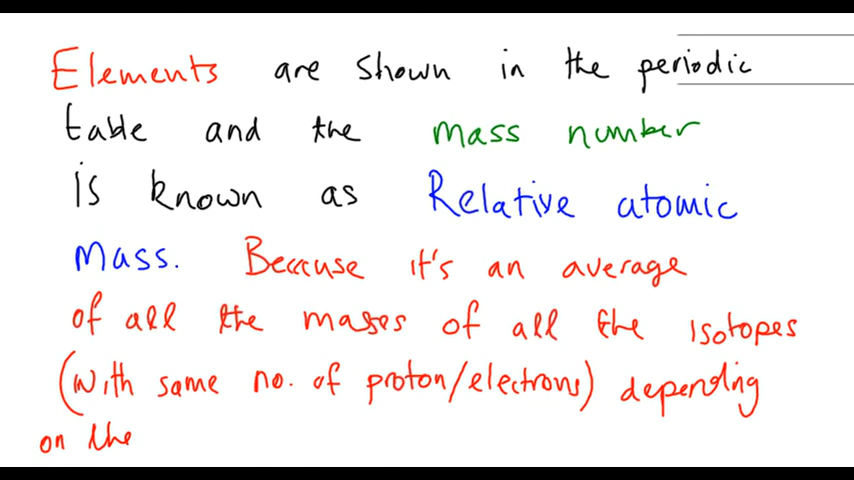 Elements are shown in the periodic
table and the mass number
is known as Relative atomic
mass. Because it's an average
of all the masses of all the isotopes
(with same no. of proton/electrons) depending
on the